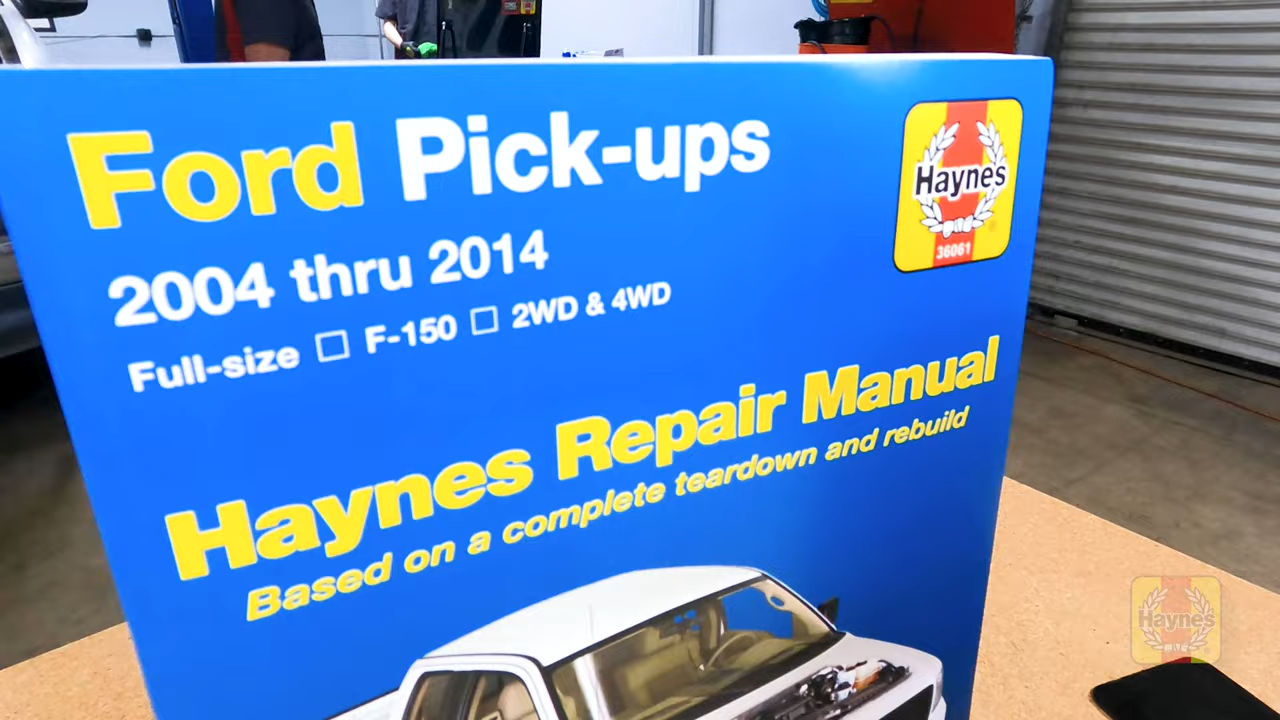 Ford Pick-ups
Haynes
36061
2004 thru 2014
Full-size □ F-150 □ 2WD & 4WD
Haynes Repair Manual
Based on a complete teardown and rebuild
Haynes